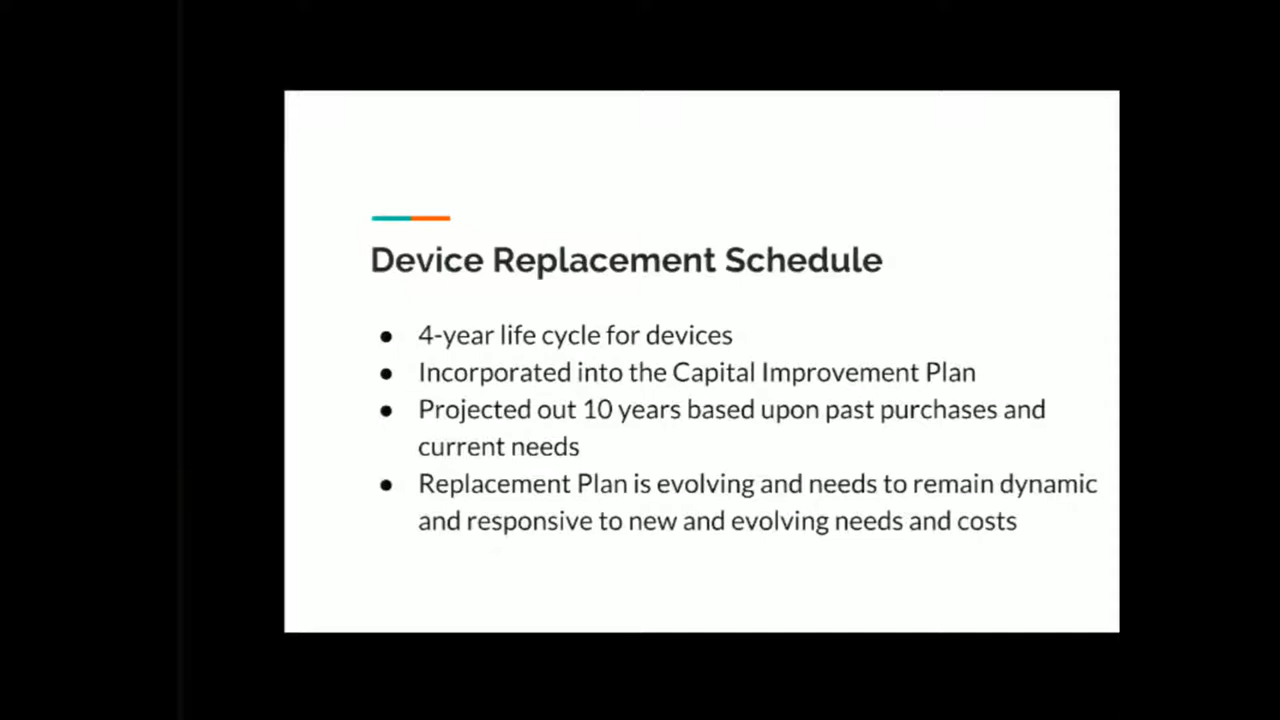 Device Replacement Schedule
● 4-year life cycle for devices
● Incorporated into the Capital Improvement Plan
● Projected out 10 years based upon past purchases and
current needs
● Replacement Plan is evolving and needs to remain dynamic
and responsive to new and evolving needs and costs